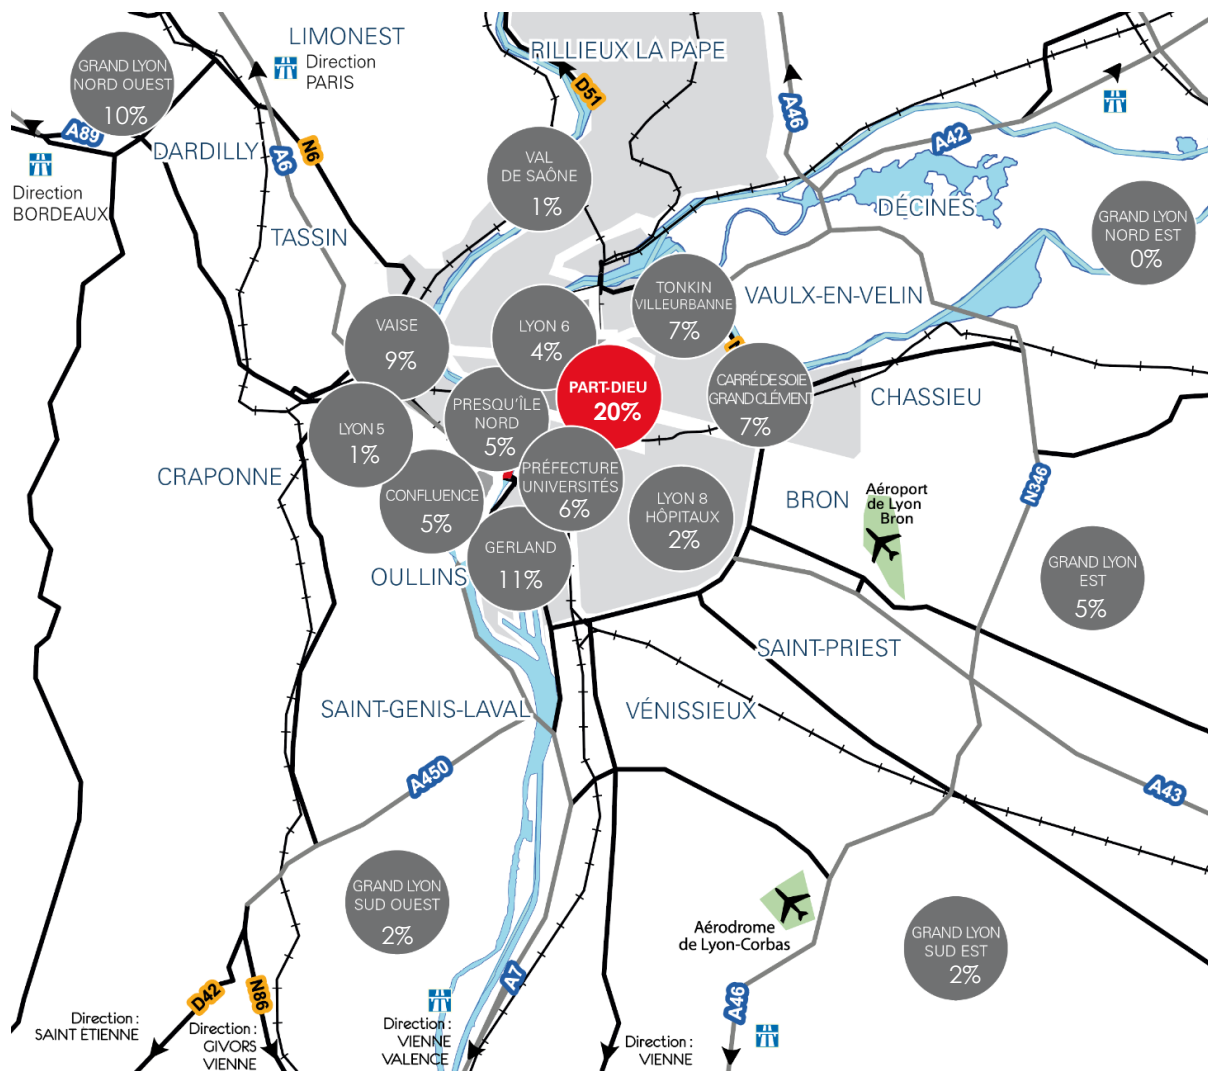 LIMONEST
Direction
PARIS
RILLIEUX LA PAPE
GRAND LYON
NORD OUEST
10%
D51
A46
A89
A6
N6
A42
DARDILLY
Direction
BORDEAUX
VAL
DE SAÔNE
1%
DÉCINES
GRAND LYON
NORD EST
0%
TASSIN
TONKIN
VILLEURBANNE
7%
VAULX-EN-VELIN
VAISE
9%
LYON 6
4%
PART-DIEU
20%
CARRÉ DE SOIE
GRAND CLÉMENT
7%
CHASSIEU
PRESQU'ÎLE
NORD
5%
LYON 5
1%
CRAPONNE
PRÉFECTURE
UNIVERSITÉS
6%
CONFLUENCE
5%
LYON 8
HÔPITAUX
2%
BRON
Aéroport
de Lyon
Bron
N346
GERLAND
11%
OULLINS
GRAND LYON
EST
5%
SAINT-PRIEST
SAINT-GENIS-LAVAL
VÉNISSIEUX
A450
A43
GRAND LYON
SUD OUEST
2%
Aérodrome
de Lyon-Corbas
GRAND LYON
SUD EST
2%
A7
D42
N86
A46
Direction :
SAINT ETIENNE
Direction :
GIVORS
VIENNE
Direction :
VIENNE
VALENCE
Direction :
VIENNE